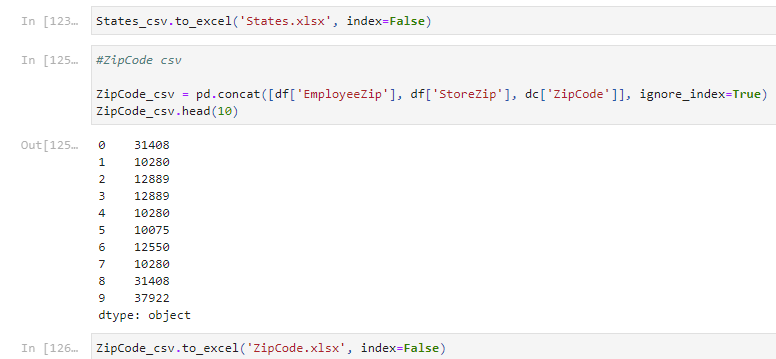 In [123… States_csv.to_excel('States.xlsx', index=False)
In [125… #ZipCode csv
ZipCode_csv = pd.concat([df['EmployeeZip'], df['StoreZip'], dc['ZipCode']], ignore_index=True)
ZipCode_csv.head(10)
Out[125… 0 31408
1 10280
2 12889
3 12889
4 10280
5 10075
6 12550
7 10280
8 31408
9 37922
dtype: object
In [126… ZipCode_csv.to_excel('ZipCode.xlsx', index=False)